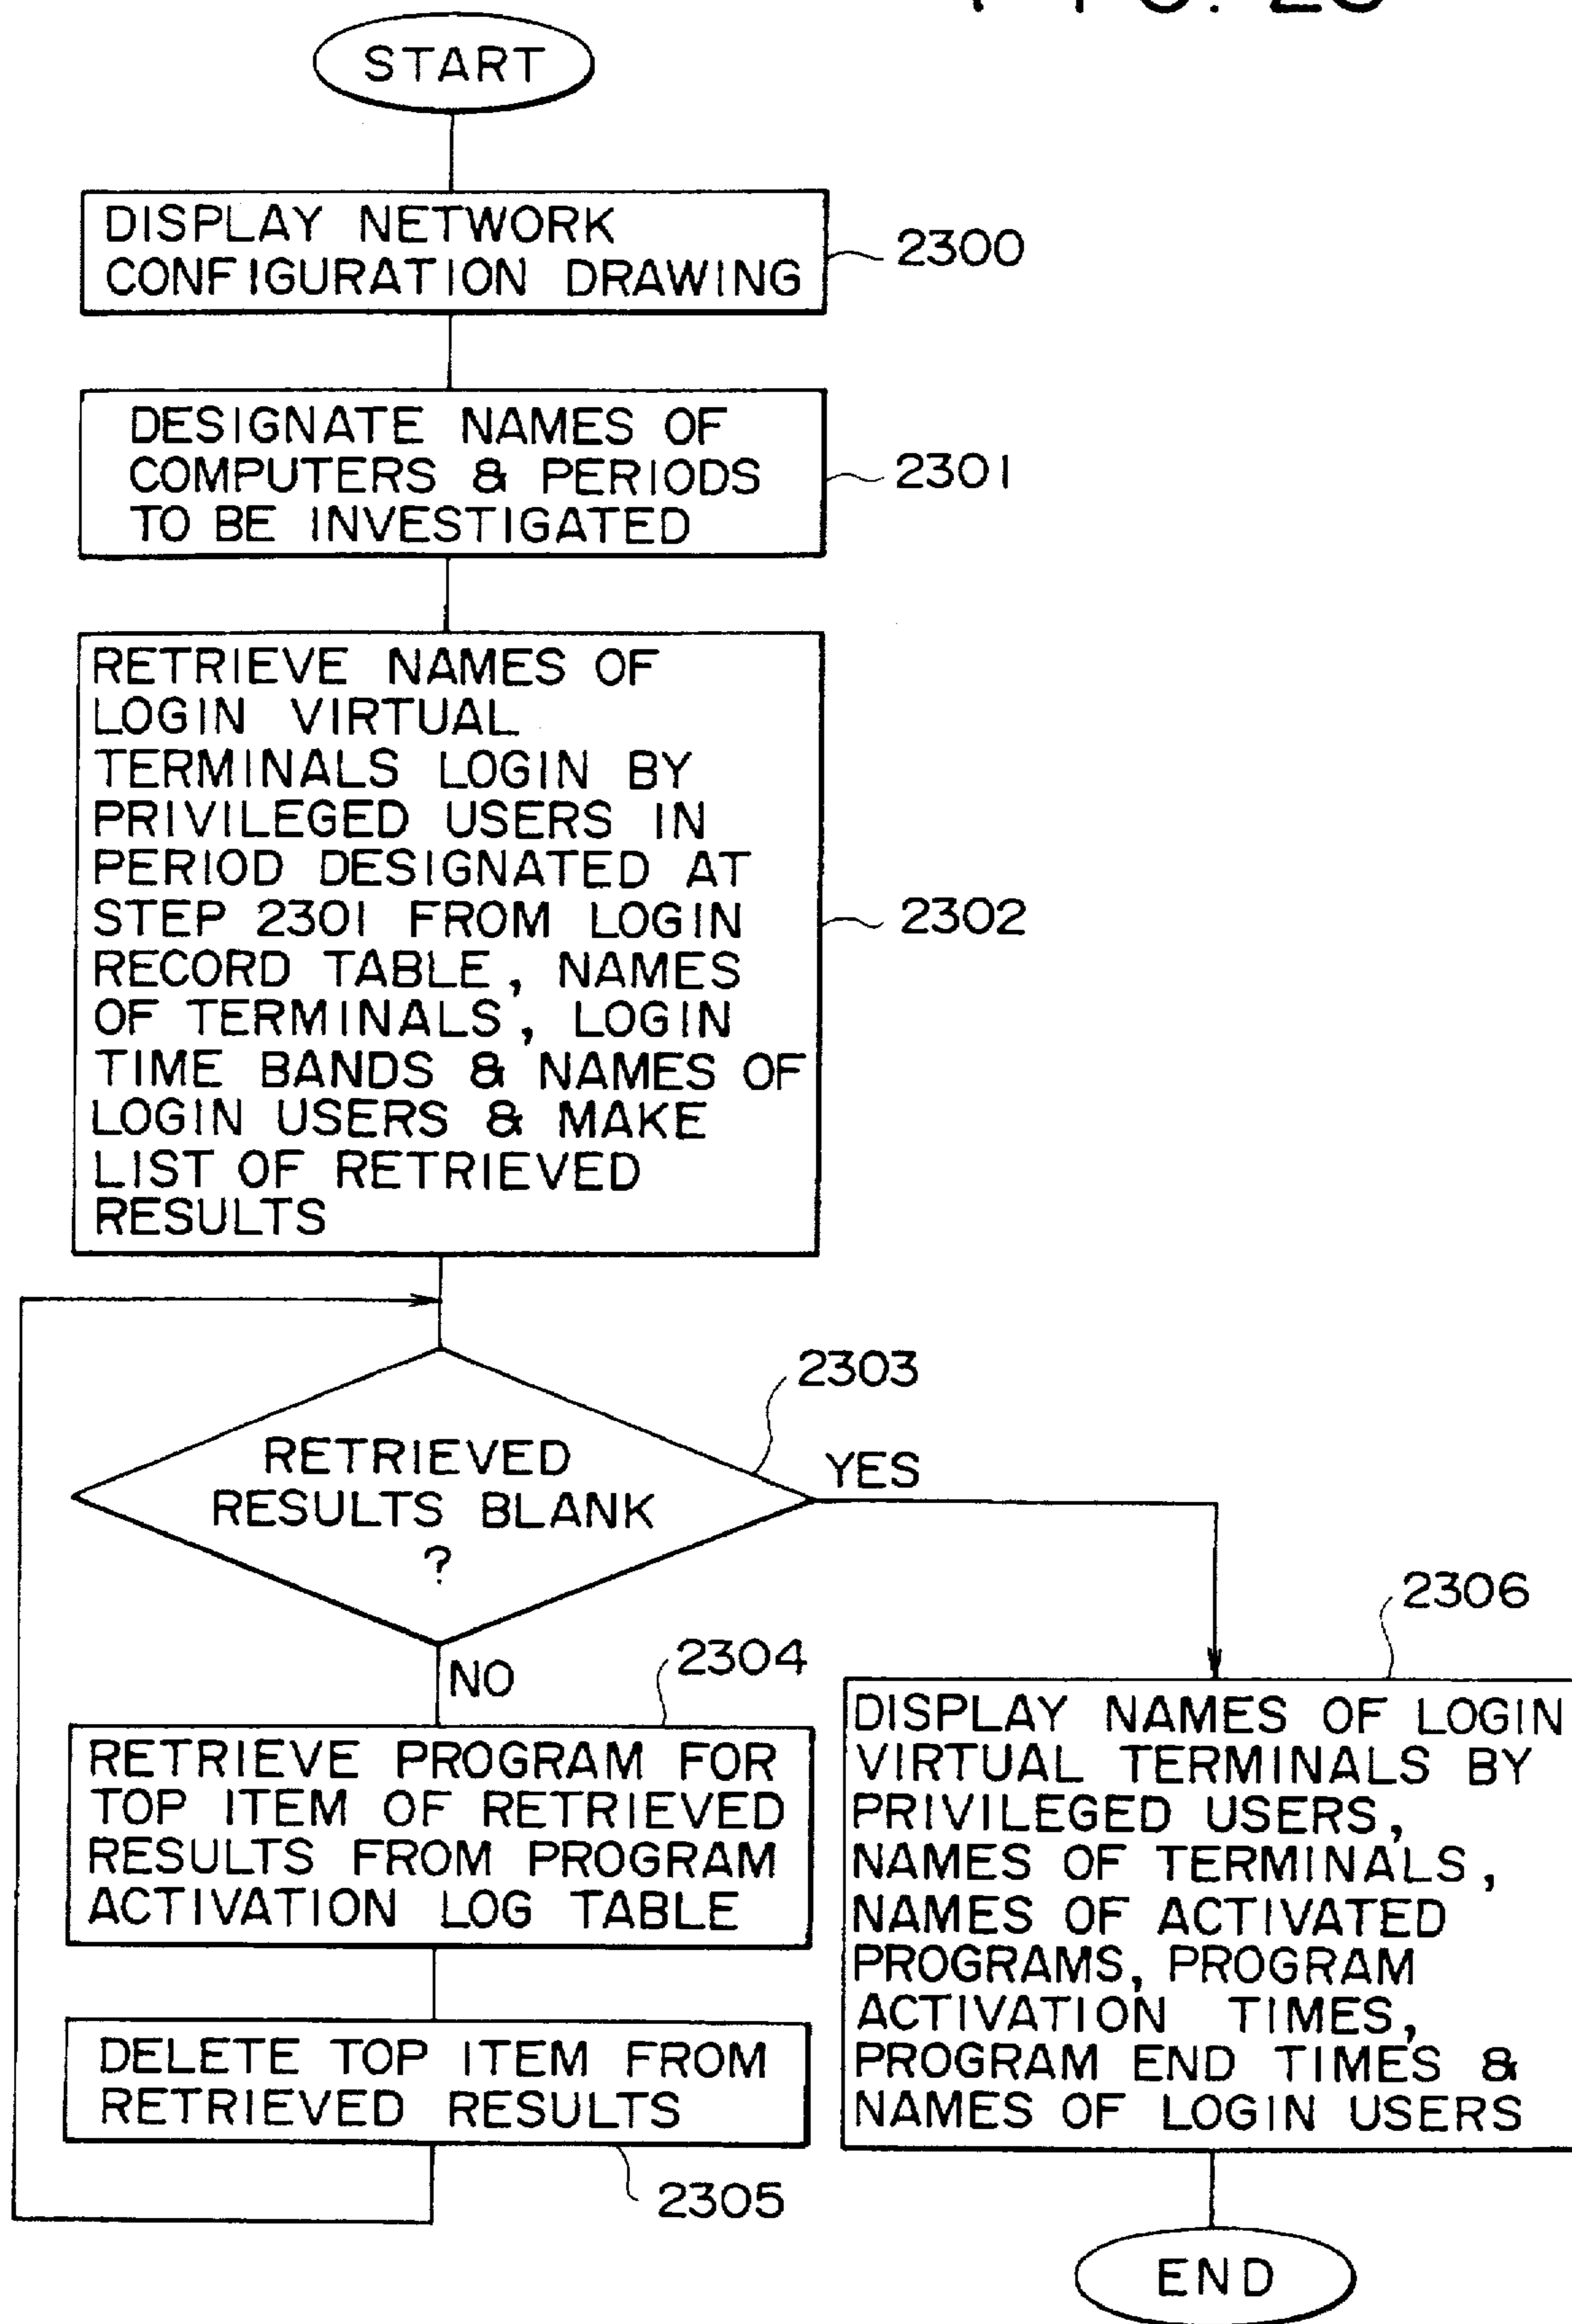 START
DISPLAY NETWORK
CONFIGURATION DRAWING
2300
DESIGNATE NAMES OF
COMPUTERS & PERIODS
TO BE INVESTIGATED
2301
RETRIEVE NAMES OF
LOGIN VIRTUAL
TERMINALS LOGIN BY
PRIVILEGED USERS IN
PERIOD DESIGNATED AT
STEP 2301 FROM LOGIN
RECORD TABLE, NAMES
OF TERMINALS, LOGIN
TIME BANDS & NAMES OF
LOGIN USERS & MAKE
LIST OF RETRIEVED
RESULTS
2302
2303
RETRIEVED
RESULTS BLANK
?
YES
NO
2304
RETRIEVE PROGRAM FOR
TOP ITEM OF RETRIEVED
RESULTS FROM PROGRAM
ACTIVATION LOG TABLE
DELETE TOP ITEM FROM
RETRIEVED RESULTS
2305
2306
DISPLAY NAMES OF LOGIN
VIRTUAL TERMINALS BY
PRIVILEGED USERS,
NAMES OF TERMINALS,
NAMES OF ACTIVATED
PROGRAMS, PROGRAM
ACTIVATION TIMES,
PROGRAM END TIMES &
NAMES OF LOGIN USERS
END